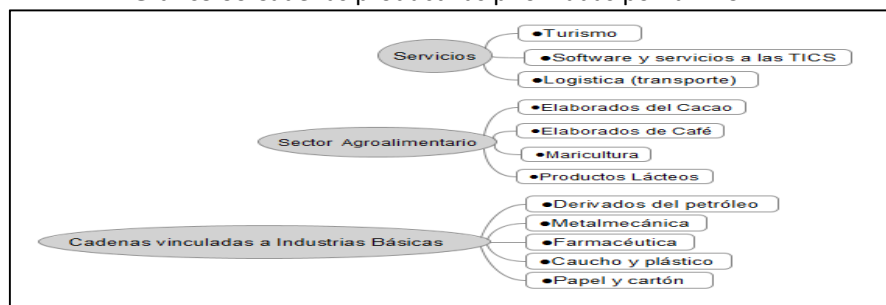 Servicios
●Turismo
●Software y servicios a las TICS
●Logistica (transporte)
Sector Agroalimentario
●Elaborados del Cacao
●Elaborados de Café
●Maricultura
●Productos Lácteos
Cadenas vinculadas a Industrias Básicas
●Derivados del petróleo
●Metalmecánica
●Farmacéutica
●Caucho y plástico
●Papel y cartón